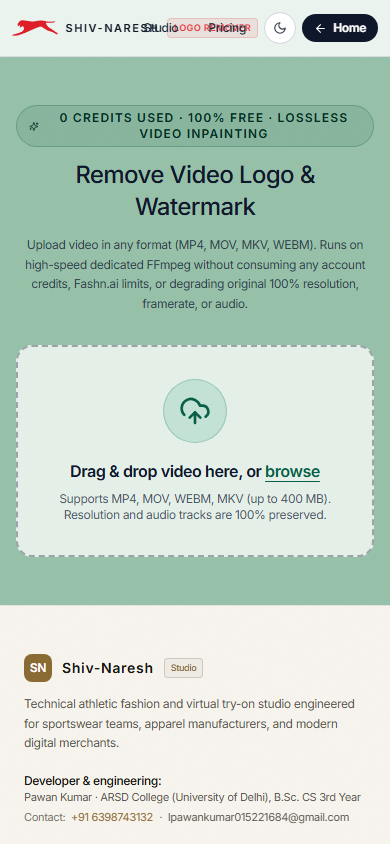 SHIV-NARESH Studio LOGO REMOVER Pricing Home
0 CREDITS USED · 100% FREE · LOSSLESS
VIDEO INPAINTING
Remove Video Logo &
Watermark
Upload video in any format (MP4, MOV, MKV, WEBM). Runs on
high-speed dedicated FFmpeg without consuming any account
credits, Fashn.ai limits, or degrading original 100% resolution,
framerate, or audio.
Drag & drop video here, or browse
Supports MP4, MOV, WEBM, MKV (up to 400 MB).
Resolution and audio tracks are 100% preserved.
SN Shiv-Naresh Studio
Technical athletic fashion and virtual try-on studio engineered
for sportswear teams, apparel manufacturers, and modern
digital merchants.
Developer & engineering:
Pawan Kumar · ARSD College (University of Delhi), B.Sc. CS 3rd Year
Contact: +91 6398743132 · lpawankumar015221684@gmail.com